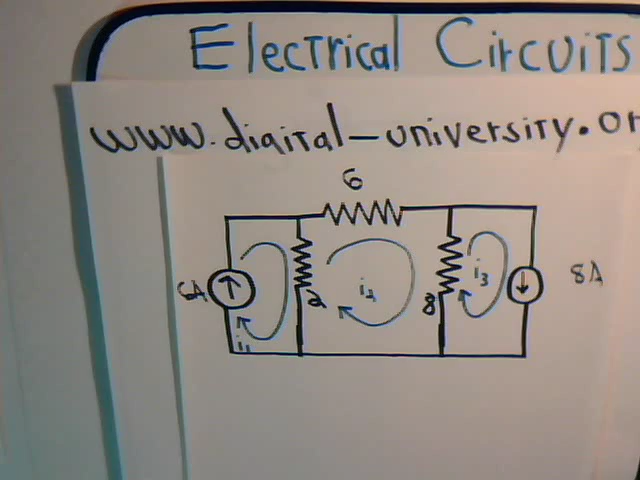 Electrical Circuits
www.digital-university.or
6
6A
2
8
8A
i1
i2
i3